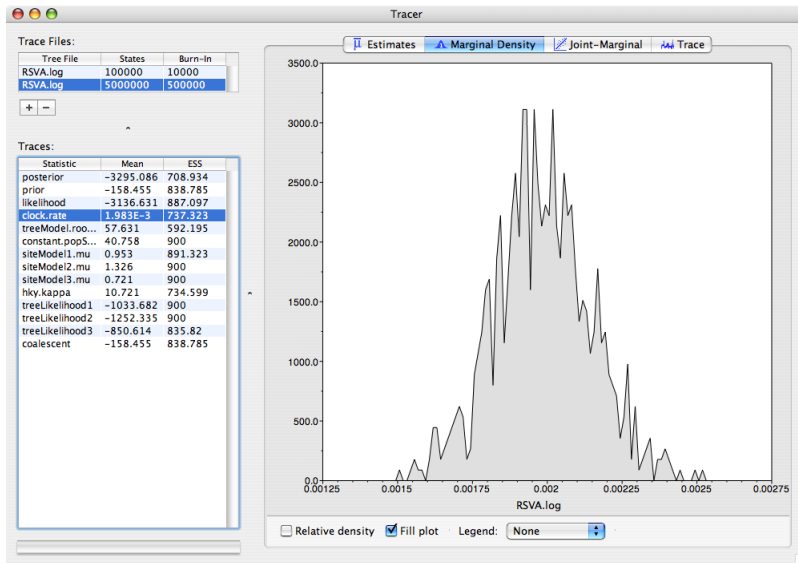 Tracer
Trace Files:
Tree File States Burn-In
RSVA.log 100000 10000
RSVA.log 5000000 500000
+ −
Traces:
Statistic Mean ESS
posterior -3295.086 708.934
prior -158.455 838.785
likelihood -3136.631 887.097
clock.rate 1.983E-3 737.323
treeModel.roo... 57.631 592.195
constant.popS... 40.758 900
siteModel1.mu 0.953 891.323
siteModel2.mu 1.326 900
siteModel3.mu 0.721 900
hky.kappa 10.721 734.599
treeLikelihood1 -1033.682 900
treeLikelihood2 -1252.335 900
treeLikelihood3 -850.614 835.82
coalescent -158.455 838.785
Estimates Marginal Density Joint-Marginal Trace
3500.0
3000.0
2500.0
2000.0
1500.0
1000.0
500.0
0.0
0.00125 0.0015 0.00175 0.002 0.00225 0.0025 0.00275
RSVA.log
Relative density Fill plot Legend: None